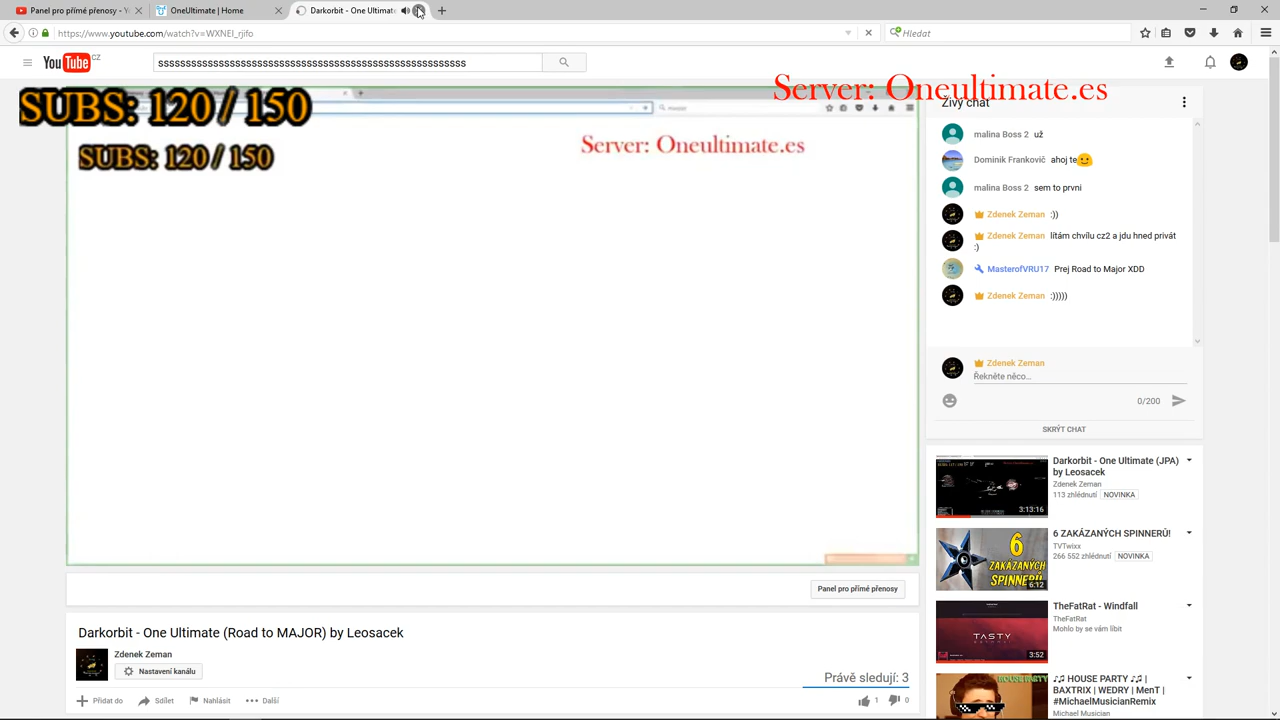 Panel pro přímé přenosy - Yo
OneUltimate | Home
Darkorbit - One Ultimate
https://www.youtube.com/watch?v=WXNEI_rjifo
Hledat
YouTube CZ
ssssssssssssssssssssssssssssssssssssssssssssssssssssssss
Server: Oneultimate.es
SUBS: 120 / 150
Server: Oneultimate.es
SUBS: 120 / 150
Živý chat
malina Boss 2 už
Dominik Frankovič ahoj te
malina Boss 2 sem to prvni
Zdenek Zeman :))
Zdenek Zeman lítám chvílu cz2 a jdu hned privát
:)
MasterofVRU17 Prej Road to Major XDD
Zdenek Zeman :)))))
Zdenek Zeman
Řekněte něco...
0/200
SKRÝT CHAT
Panel pro přímé přenosy
Darkorbit - One Ultimate (Road to MAJOR) by Leosacek
Zdenek Zeman
Nastavení kanálu
Právě sledují: 3
Přidat do
Sdílet
Nahlásit
Další
1
0
Darkorbit - One Ultimate (JPA)
by Leosacek
Zdenek Zeman
113 zhlédnutí NOVINKA
3:13:16
6 ZAKÁZANÝCH SPINNERŮ!
TVTwixx
266 552 zhlédnutí NOVINKA
6 ZAKÁZANÝCH SPINNERŮ
6:12
TheFatRat - Windfall
TheFatRat
Mohlo by se vám líbit
TASTY
3:52
♫ HOUSE PARTY ♫ |
BAXTRIX | WEDRY | MenT |
#MichaelMusicianRemix
Michael Musician
HOUSE PARTY